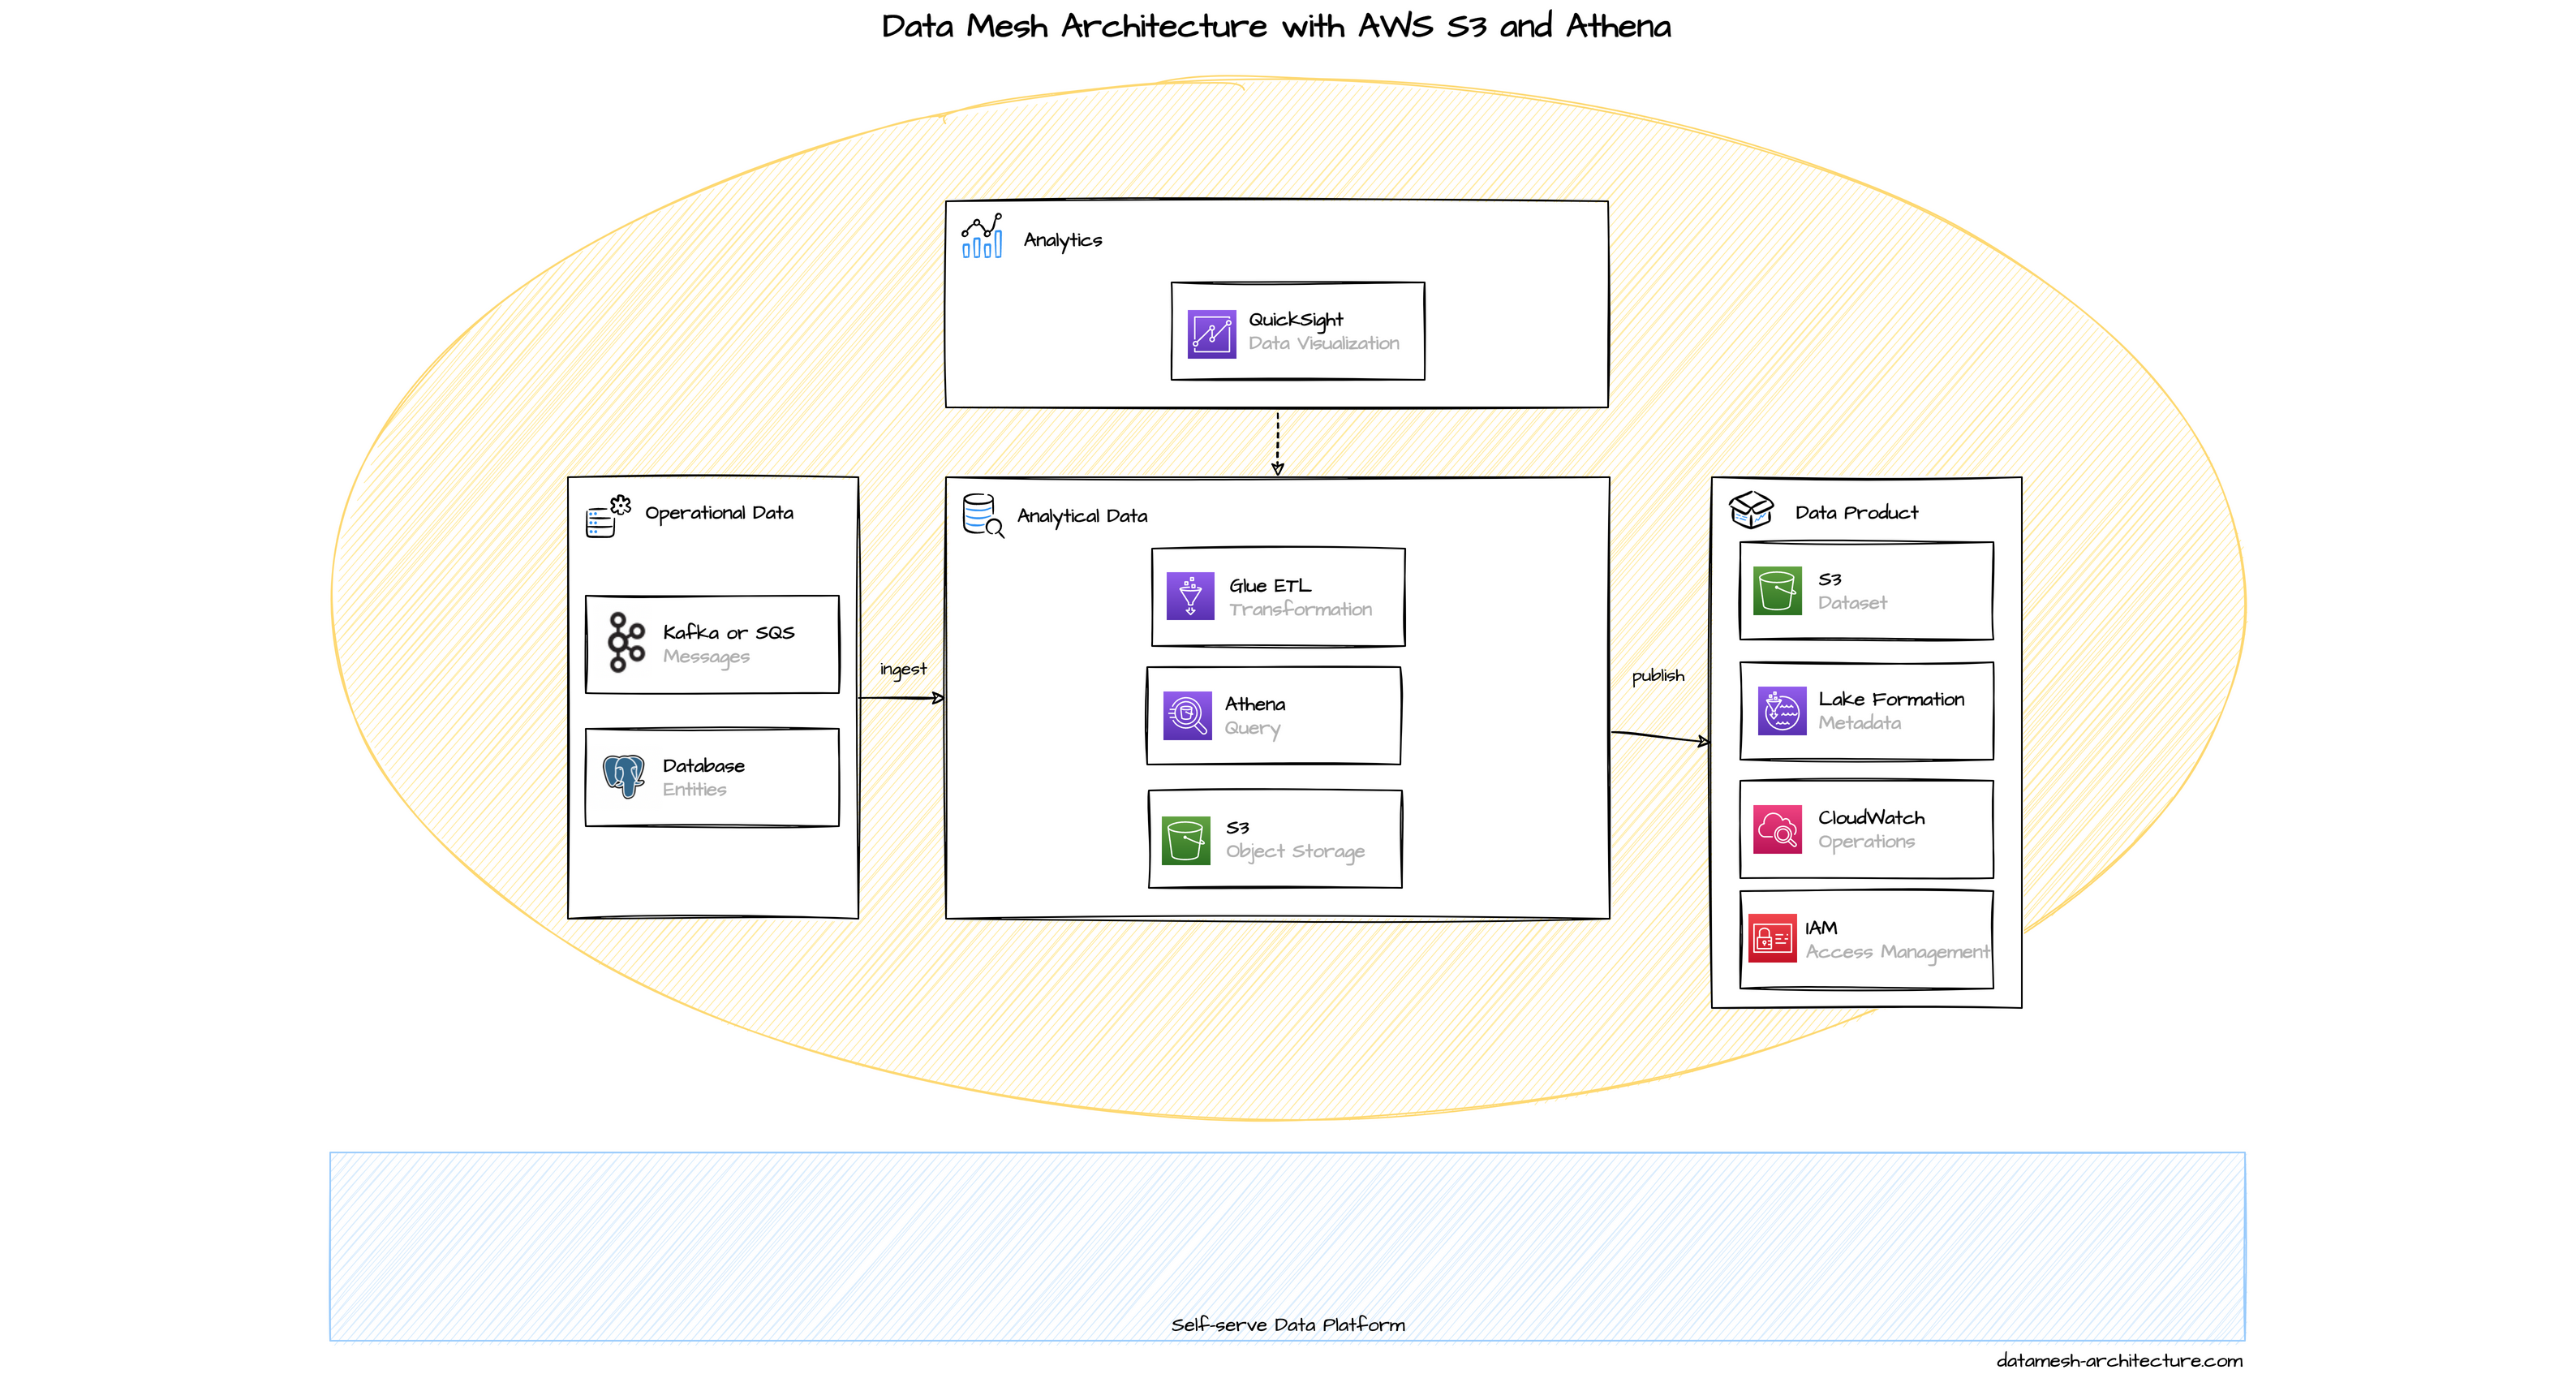 Data Mesh Architecture with AWS S3 and Athena
Analytics
QuickSight
Data Visualization
Operational Data
Kafka or SQS
Messages
Database
Entities
ingest
Analytical Data
Glue ETL
Transformation
Athena
Query
S3
Object Storage
publish
Data Product
S3
Dataset
Lake Formation
Metadata
CloudWatch
Operations
IAM
Access Management
Self-serve Data Platform
datamesh-architecture.com